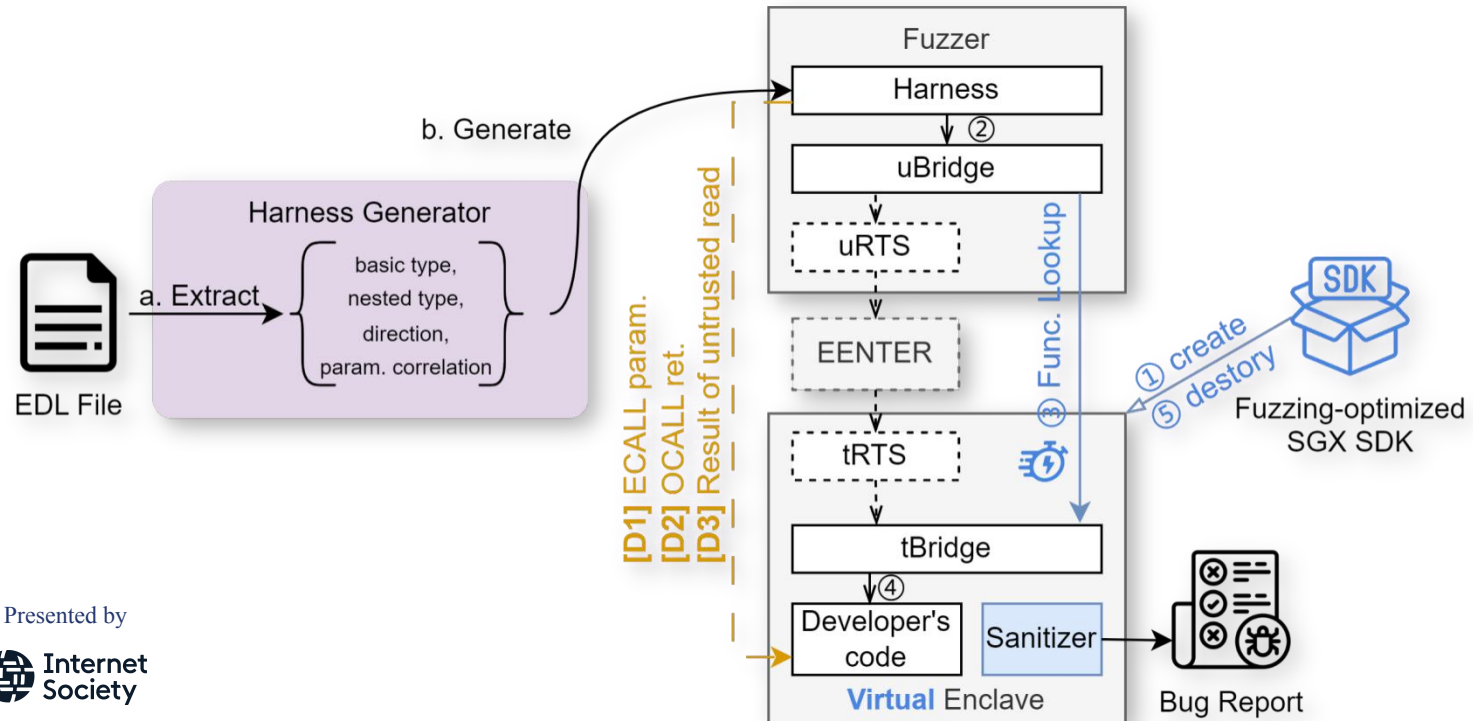 Fuzzer
Harness
②
uBridge
uRTS
EENTER
③ Func. Lookup
tRTS
tBridge
④
Developer's
code
Sanitizer
Virtual Enclave
b. Generate
Harness Generator
a. Extract
basic type,
nested type,
direction,
param. correlation
EDL File
[D1] ECALL param.
[D2] OCALL ret.
[D3] Result of untrusted read
SDK
① create
⑤ destory
Fuzzing-optimized
SGX SDK
Bug Report
Presented by
Internet
Society